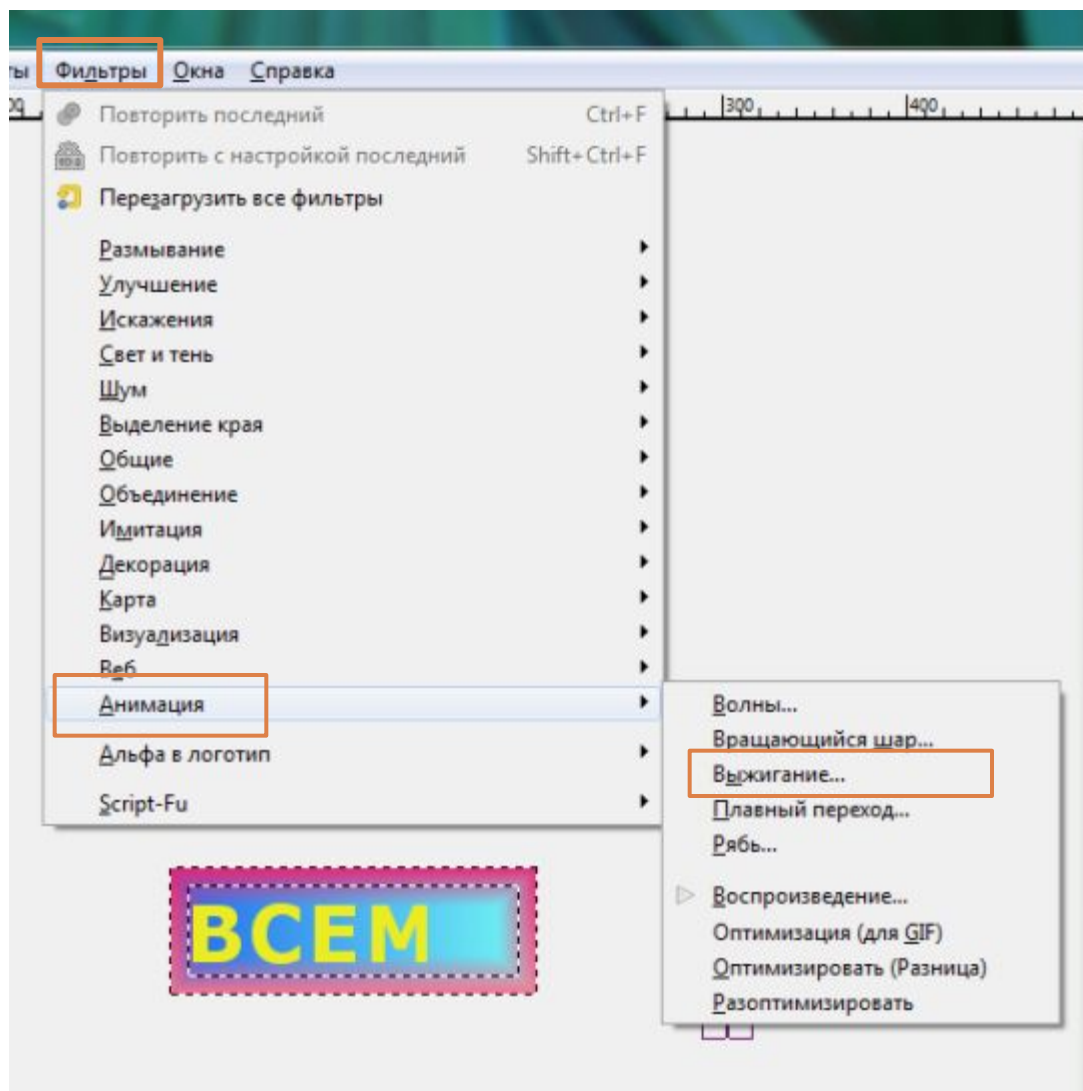 Фильтры Окна Справка
300 400
Повторить последний Ctrl+F
Повторить с настройкой последний Shift+Ctrl+F
Перезагрузить все фильтры
Размывание
Улучшение
Искажения
Свет и тень
Шум
Выделение края
Общие
Объединение
Имитация
Декорация
Карта
Визуализация
Веб
Анимация
Альфа в логотип
Script-Fu
Волны...
Вращающийся шар...
Выжигание...
Плавный переход...
Рябь...
Воспроизведение...
Оптимизация (для GIF)
Оптимизировать (Разница)
Разоптимизировать
ВСЕМ